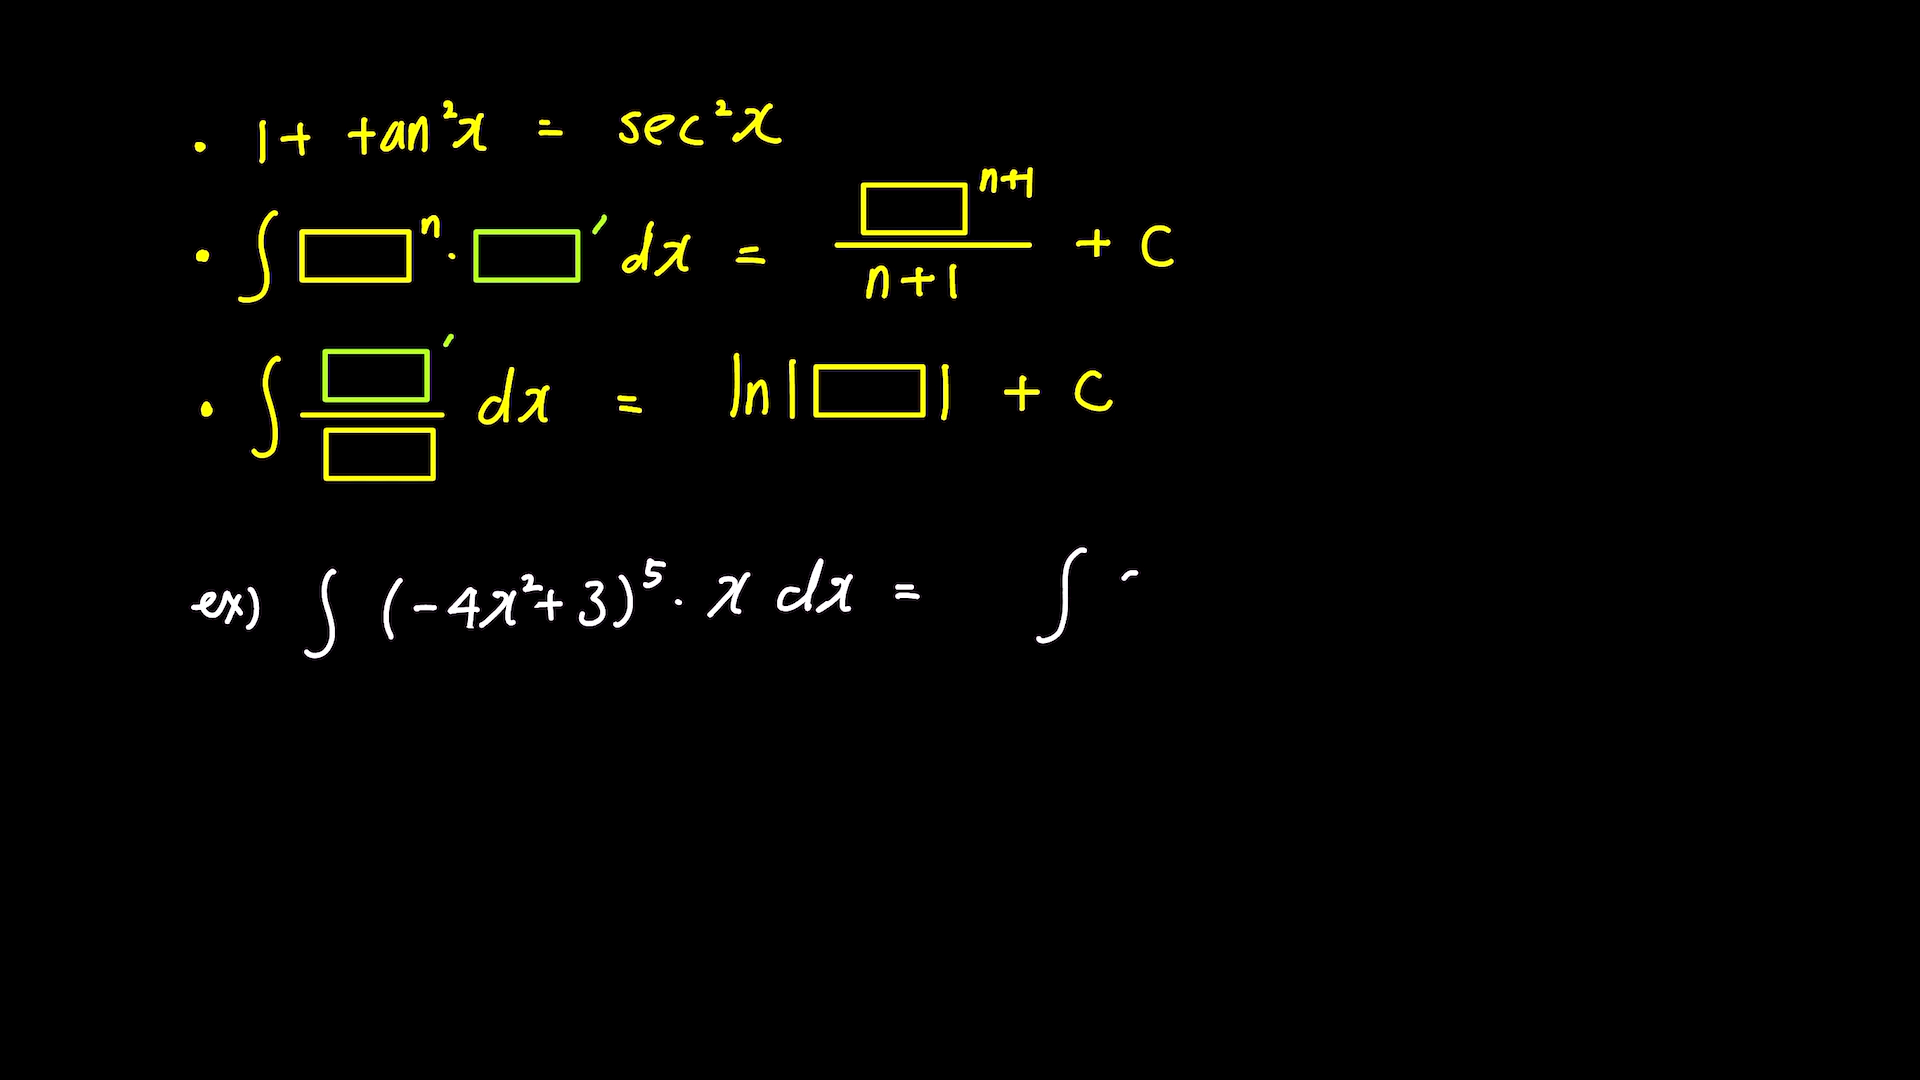 • 1 + tan²x = sec²x
• ∫ □ⁿ · □′ dx = □ⁿ⁺¹ / n+1 + C
• ∫ □′ / □ dx = ln|□| + C
ex) ∫ (-4x²+3)⁵ · x dx = ∫